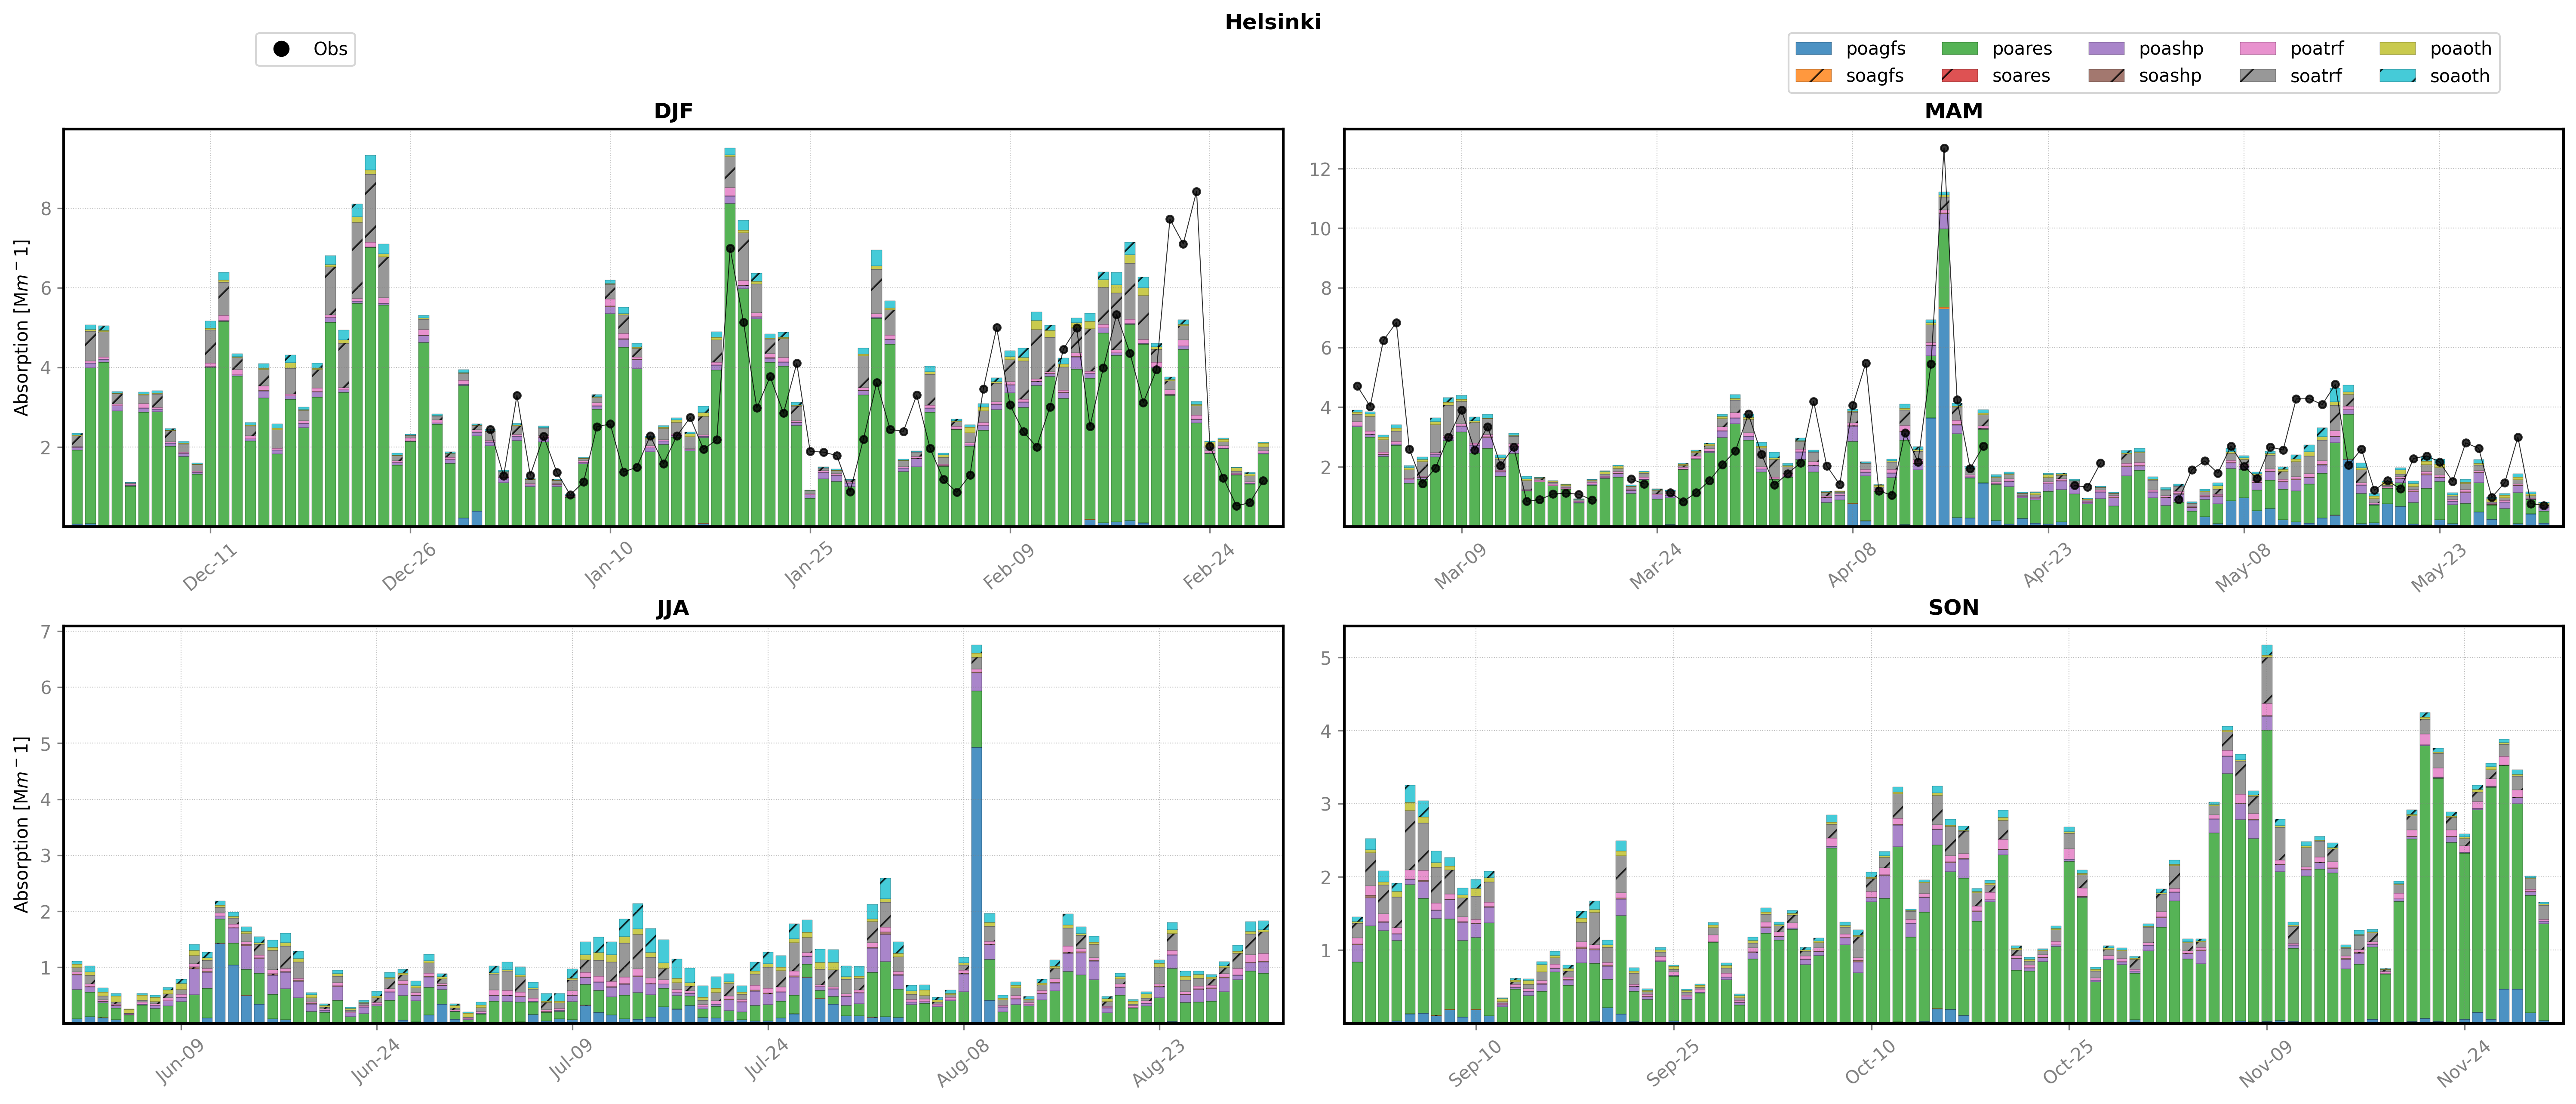 Helsinki
Obs
poagfs poares poashp poatrf poaoth
soagfs soares soashp soatrf soaoth
DJF
MAM
Absorption [Mm − 1]
8
6
4
2
Dec-11 Dec-26 Jan-10 Jan-25 Feb-09 Feb-24
12
10
8
6
4
2
Mar-09 Mar-24 Apr-08 Apr-23 May-08 May-23
JJA
SON
Absorption [Mm − 1]
7
6
5
4
3
2
1
Jun-09 Jun-24 Jul-09 Jul-24 Aug-08 Aug-23
5
4
3
2
1
Sep-10 Sep-25 Oct-10 Oct-25 Nov-09 Nov-24